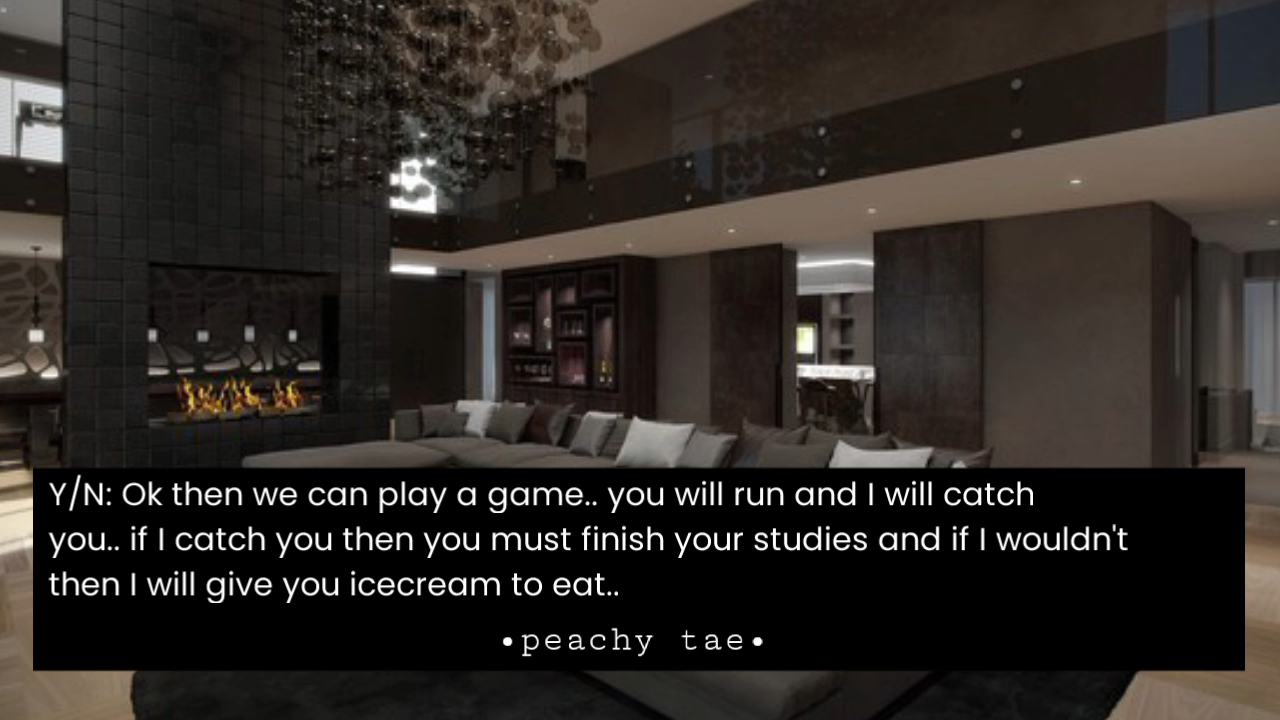 Y/N: Ok then we can play a game.. you will run and I will catch
you.. if I catch you then you must finish your studies and if I wouldn't
then I will give you icecream to eat..
•peachy tae•